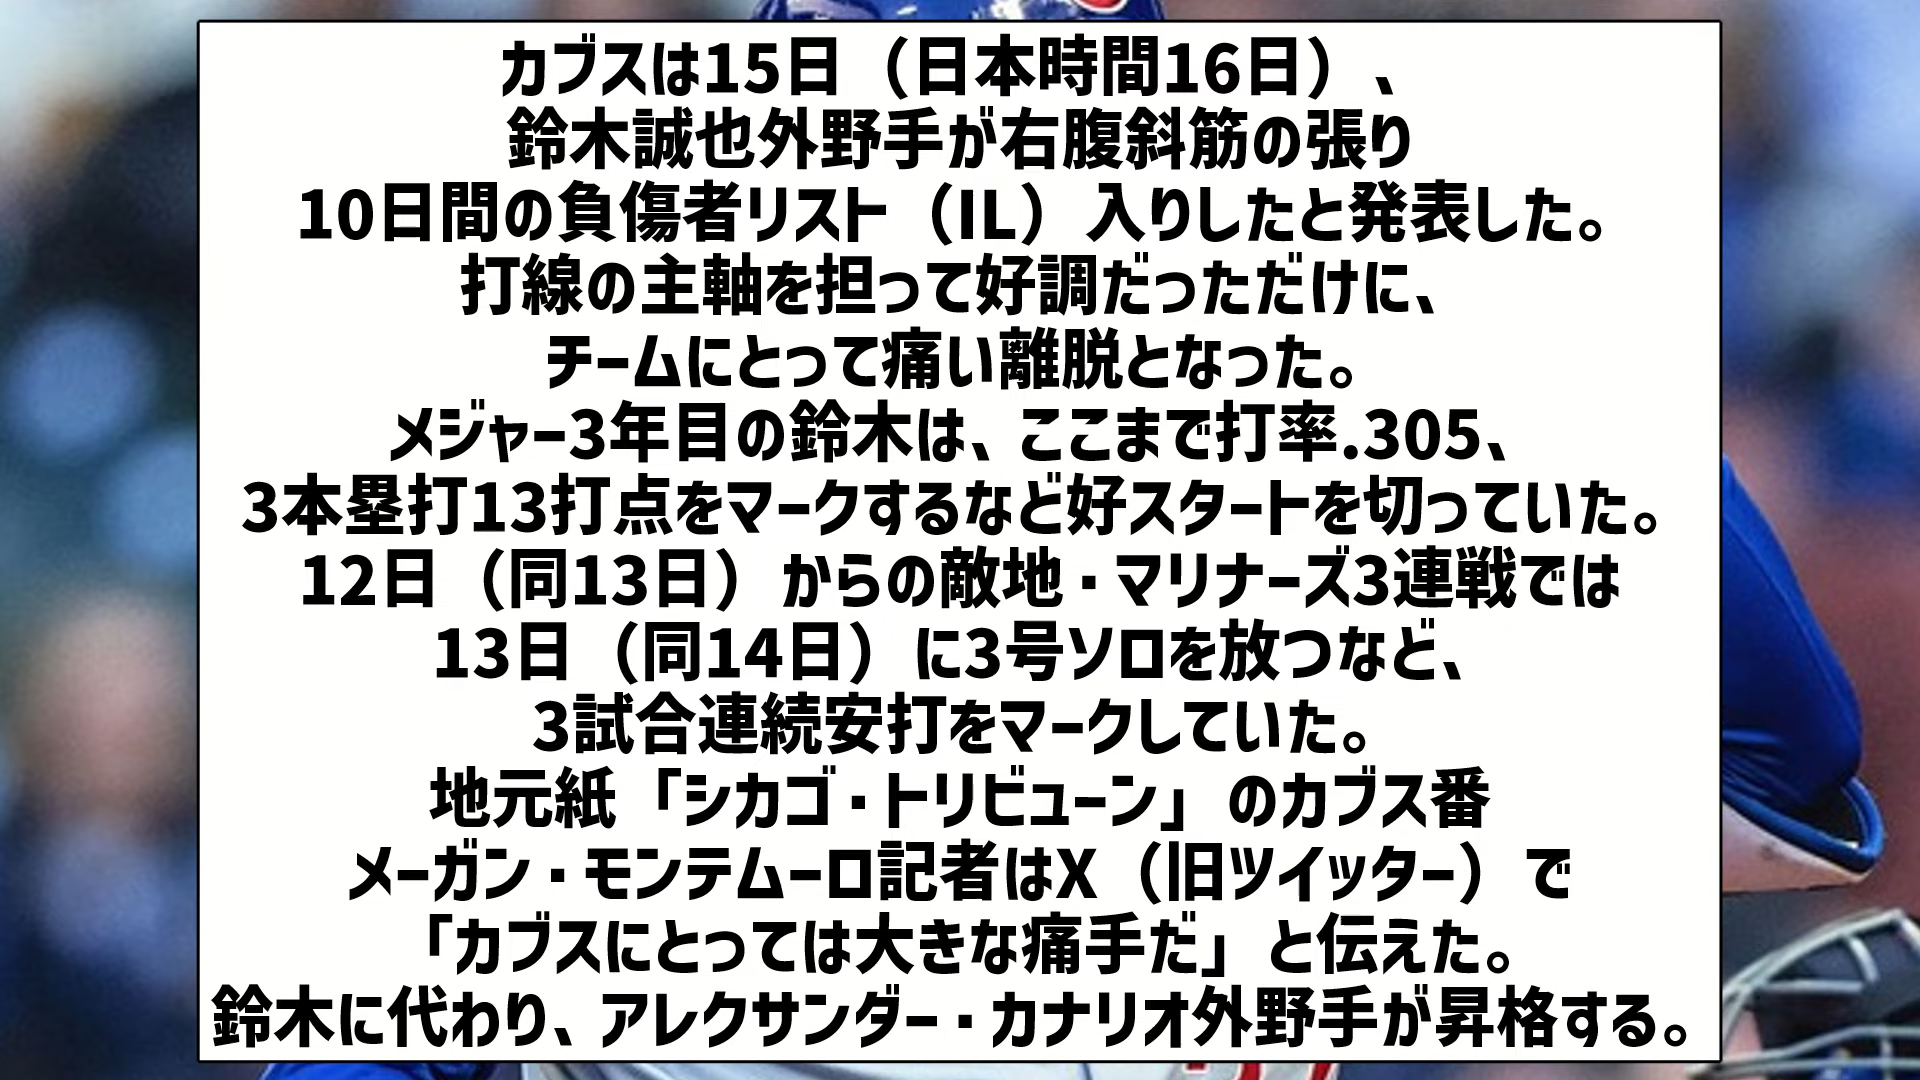 カブスは15日（日本時間16日）、
鈴木誠也外野手が右腹斜筋の張り
10日間の負傷者リスト（IL）入りしたと発表した。
打線の主軸を担って好調だっただけに、
チームにとって痛い離脱となった。
メジャー3年目の鈴木は、ここまで打率.305、
3本塁打13打点をマークするなど好スタートを切っていた。
12日（同13日）からの敵地・マリナーズ3連戦では
13日（同14日）に3号ソロを放つなど、
3試合連続安打をマークしていた。
地元紙「シカゴ・トリビューン」のカブス番
メーガン・モンテムーロ記者はX（旧ツイッター）で
「カブスにとっては大きな痛手だ」と伝えた。
鈴木に代わり、アレクサンダー・カナリオ外野手が昇格する。